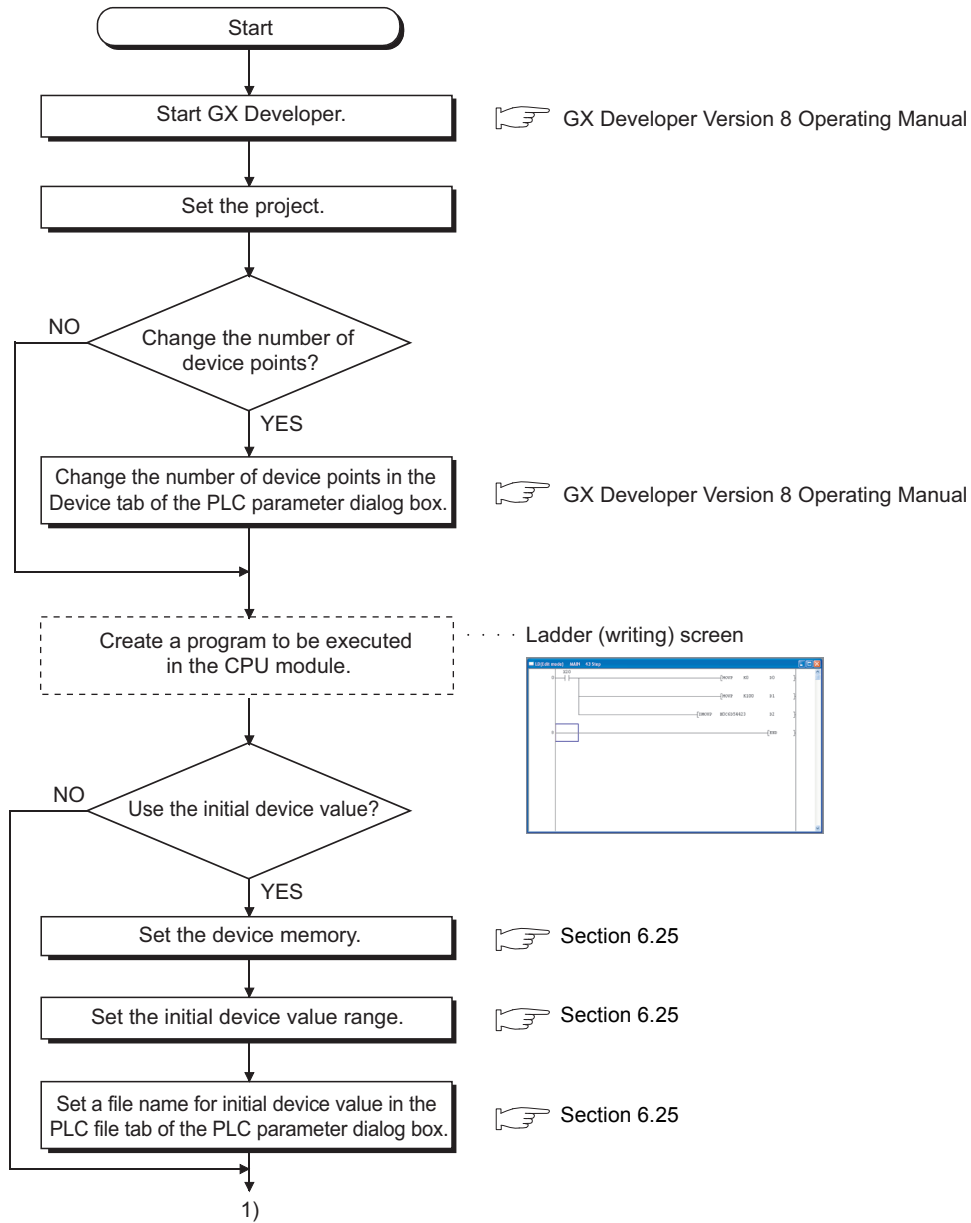 Start
Start GX Developer.
GX Developer Version 8 Operating Manual
Set the project.
NO
Change the number of
device points?
YES
Change the number of device points in the
Device tab of the PLC parameter dialog box.
GX Developer Version 8 Operating Manual
Create a program to be executed
in the CPU module.
· · · · Ladder (writing) screen
NO
Use the initial device value?
YES
Set the device memory.
Section 6.25
Set the initial device value range.
Section 6.25
Set a file name for initial device value in the
PLC file tab of the PLC parameter dialog box.
Section 6.25
1)